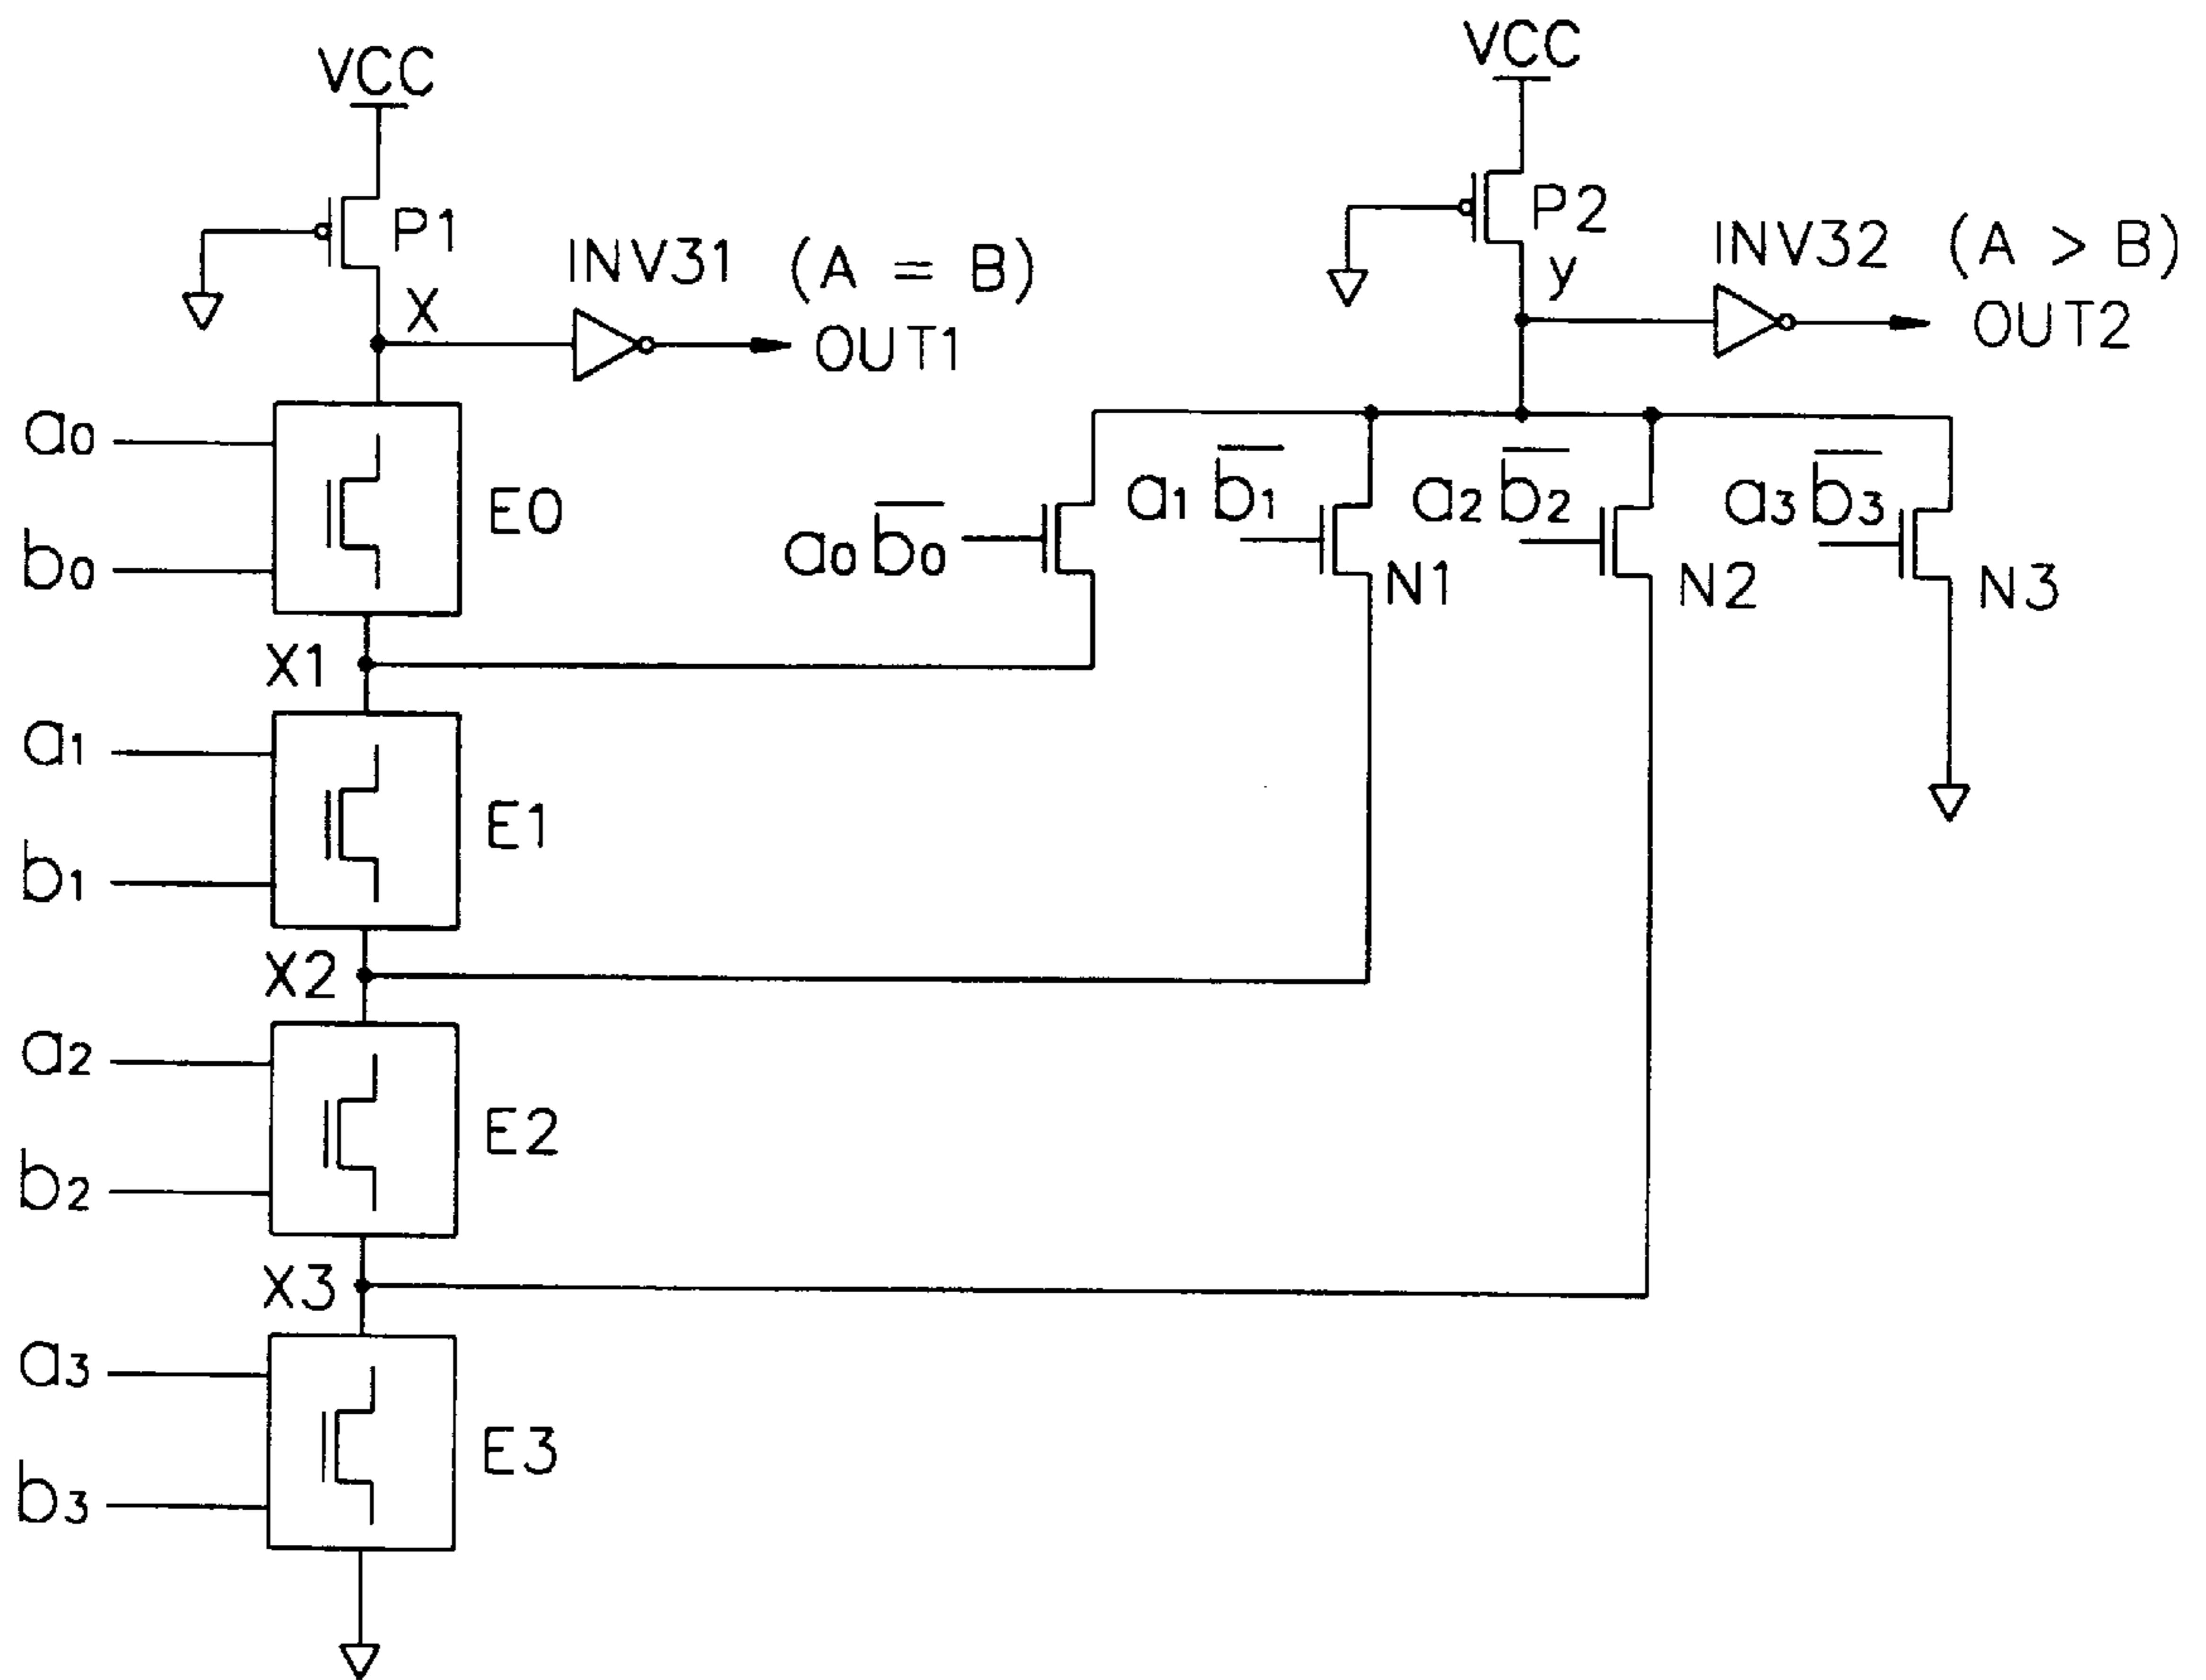 VCC
P1
X
INV31 (A = B)
OUT1
VCC
P2
y
INV32 (A > B)
OUT2
a0
b0
E0
X1
a1
b1
E1
X2
a2
b2
E2
X3
a3
b3
E3
a0 b̅0̅
a1 b̅1̅
N1
a2 b̅2̅
N2
a3 b̅3̅
N3